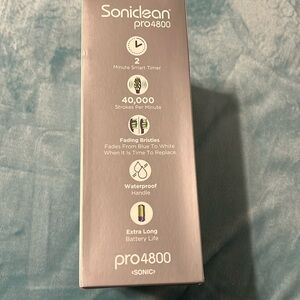 Soniclean
pro4800
2
Minute Smart-Timer
40,000
Strokes Per Minute
Fading Bristles
Fades From Blue To White
When It Is Time To Replace
Waterproof
Handle
Extra Long
Battery Life
pro4800
<SONIC>